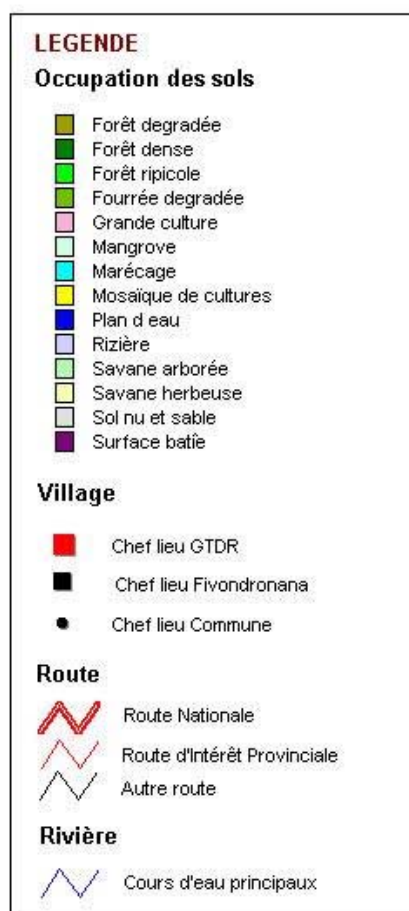 LEGENDE
Occupation des sols
Forêt degradée
Forêt dense
Forêt ripicole
Fourrée degradée
Grande culture
Mangrove
Marécage
Mosaïque de cultures
Plan d eau
Rizière
Savane arborée
Savane herbeuse
Sol nu et sable
Surface batîe
Village
Chef lieu GTDR
Chef lieu Fivondronana
Chef lieu Commune
Route
Route Nationale
Route d'Intérêt Provinciale
Autre route
Rivière
Cours d'eau principaux